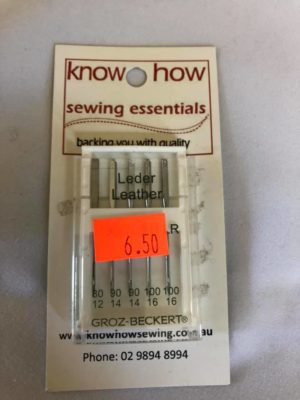 know how
sewing essentials
backing you with quality
Leder
Leather
R
6.50
80 90 90 100 100
12 14 14 16 16
GROZ-BECKERT®
www.knowhowsewing.com.au
Phone: 02 9894 8994